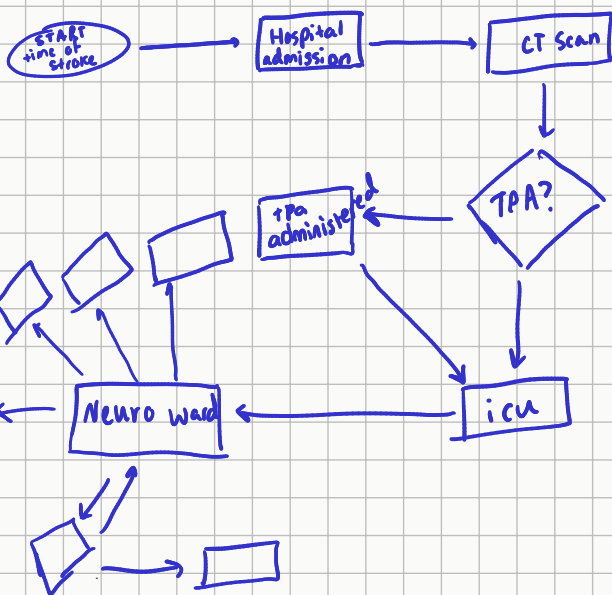 START
time of
stroke
Hospital
admission
CT Scan
TPA?
tpa
administered
icu
Neuro ward